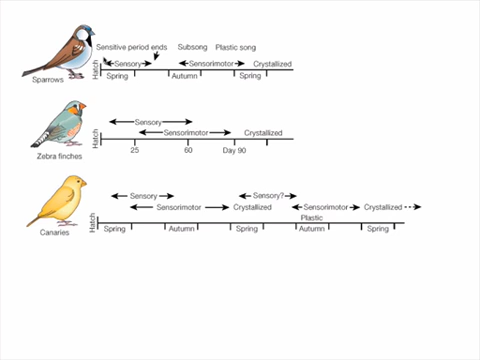 Sensitive period ends Subsong Plastic song
Sensory Sensorimotor Crystallized
Hatch
Spring Autumn Spring
Sparrows
Sensory
Sensorimotor Crystallized
Hatch
25 60 Day 90
Zebra finches
Sensory Sensory?
Sensorimotor Crystallized Sensorimotor Crystallized
Plastic
Hatch
Spring Autumn Spring Autumn Spring
Canaries